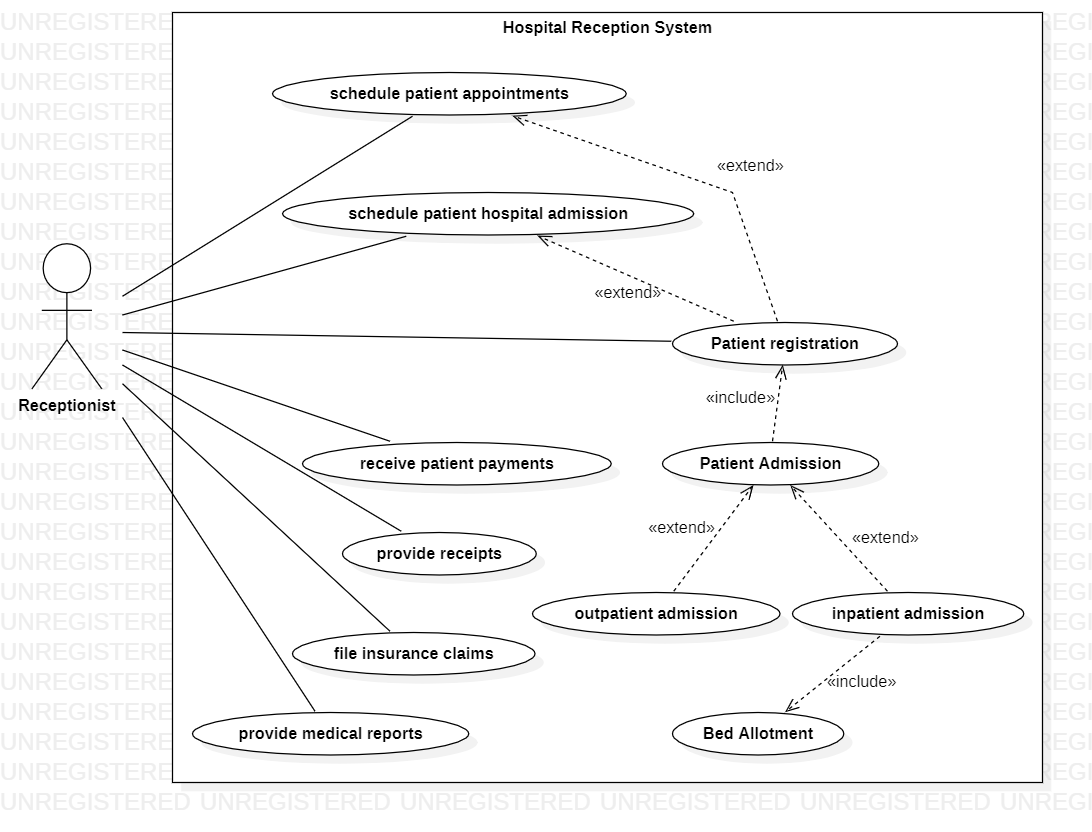 Hospital Reception System
schedule patient appointments
«extend»
schedule patient hospital admission
«extend»
Patient registration
«include»
Receptionist
receive patient payments
Patient Admission
«extend»
«extend»
provide receipts
outpatient admission
inpatient admission
file insurance claims
«include»
provide medical reports
Bed Allotment
UNREGISTERED UNREGISTERED UNREGISTERED UNREGISTERED UNREGISTERED